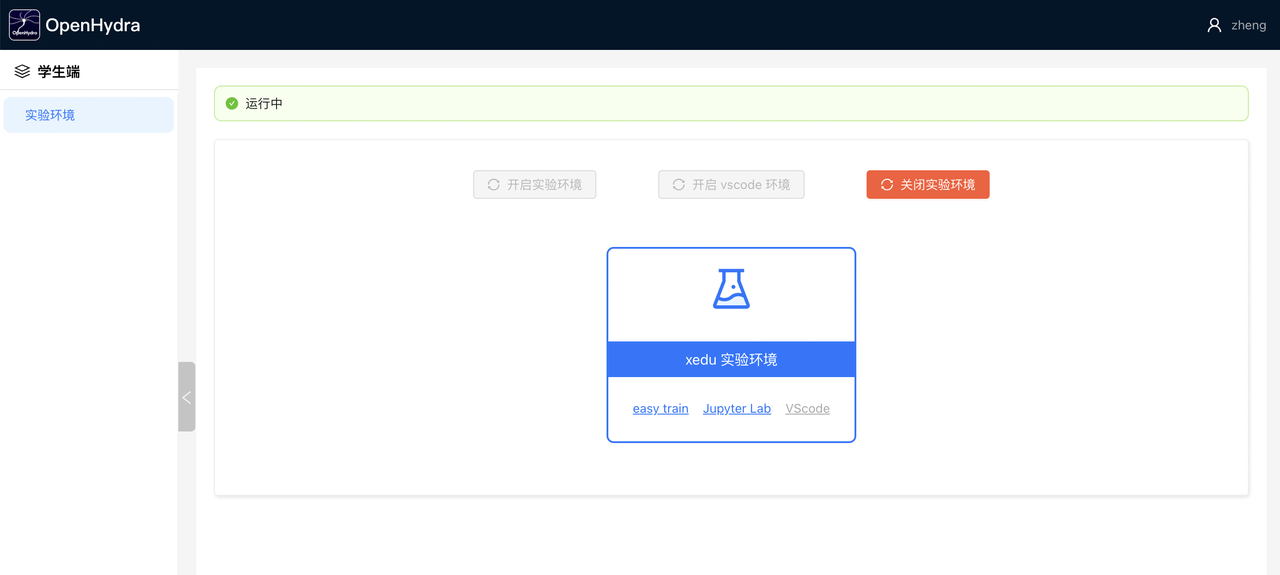 OpenHydra
OpenHydra
zheng
学生端
实验环境
运行中
开启实验环境
开启 vscode 环境
关闭实验环境
xedu 实验环境
easy train Jupyter Lab VScode